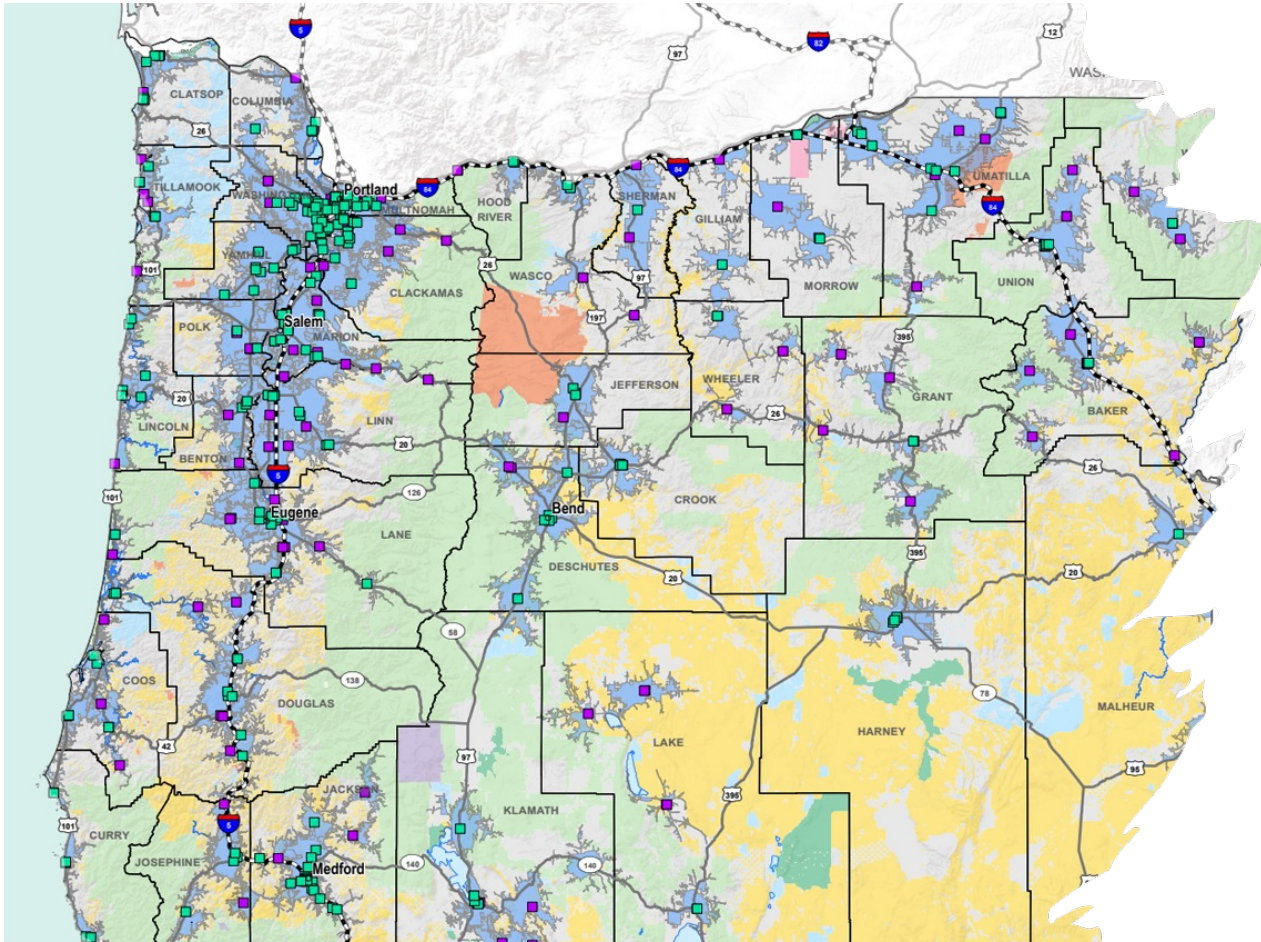 5
97
82
12
CLATSOP
COLUMBIA
26
TILLAMOOK
Portland
84
84
MULTNOMAH
HOOD
RIVER
SHERMAN
GILLIAM
UMATILLA
84
101
YAMHILL
26
WASCO
97
CLACKAMAS
MORROW
UNION
POLK
Salem
MARION
197
395
JEFFERSON
WHEELER
GRANT
BAKER
20
LINCOLN
LINN
20
26
BENTON
5
26
101
126
CROOK
Eugene
Bend
LANE
DESCHUTES
395
20
20
58
COOS
138
DOUGLAS
78
MALHEUR
HARNEY
LAKE
42
97
95
395
JACKSON
KLAMATH
101
CURRY
5
JOSEPHINE
Medford
140
140